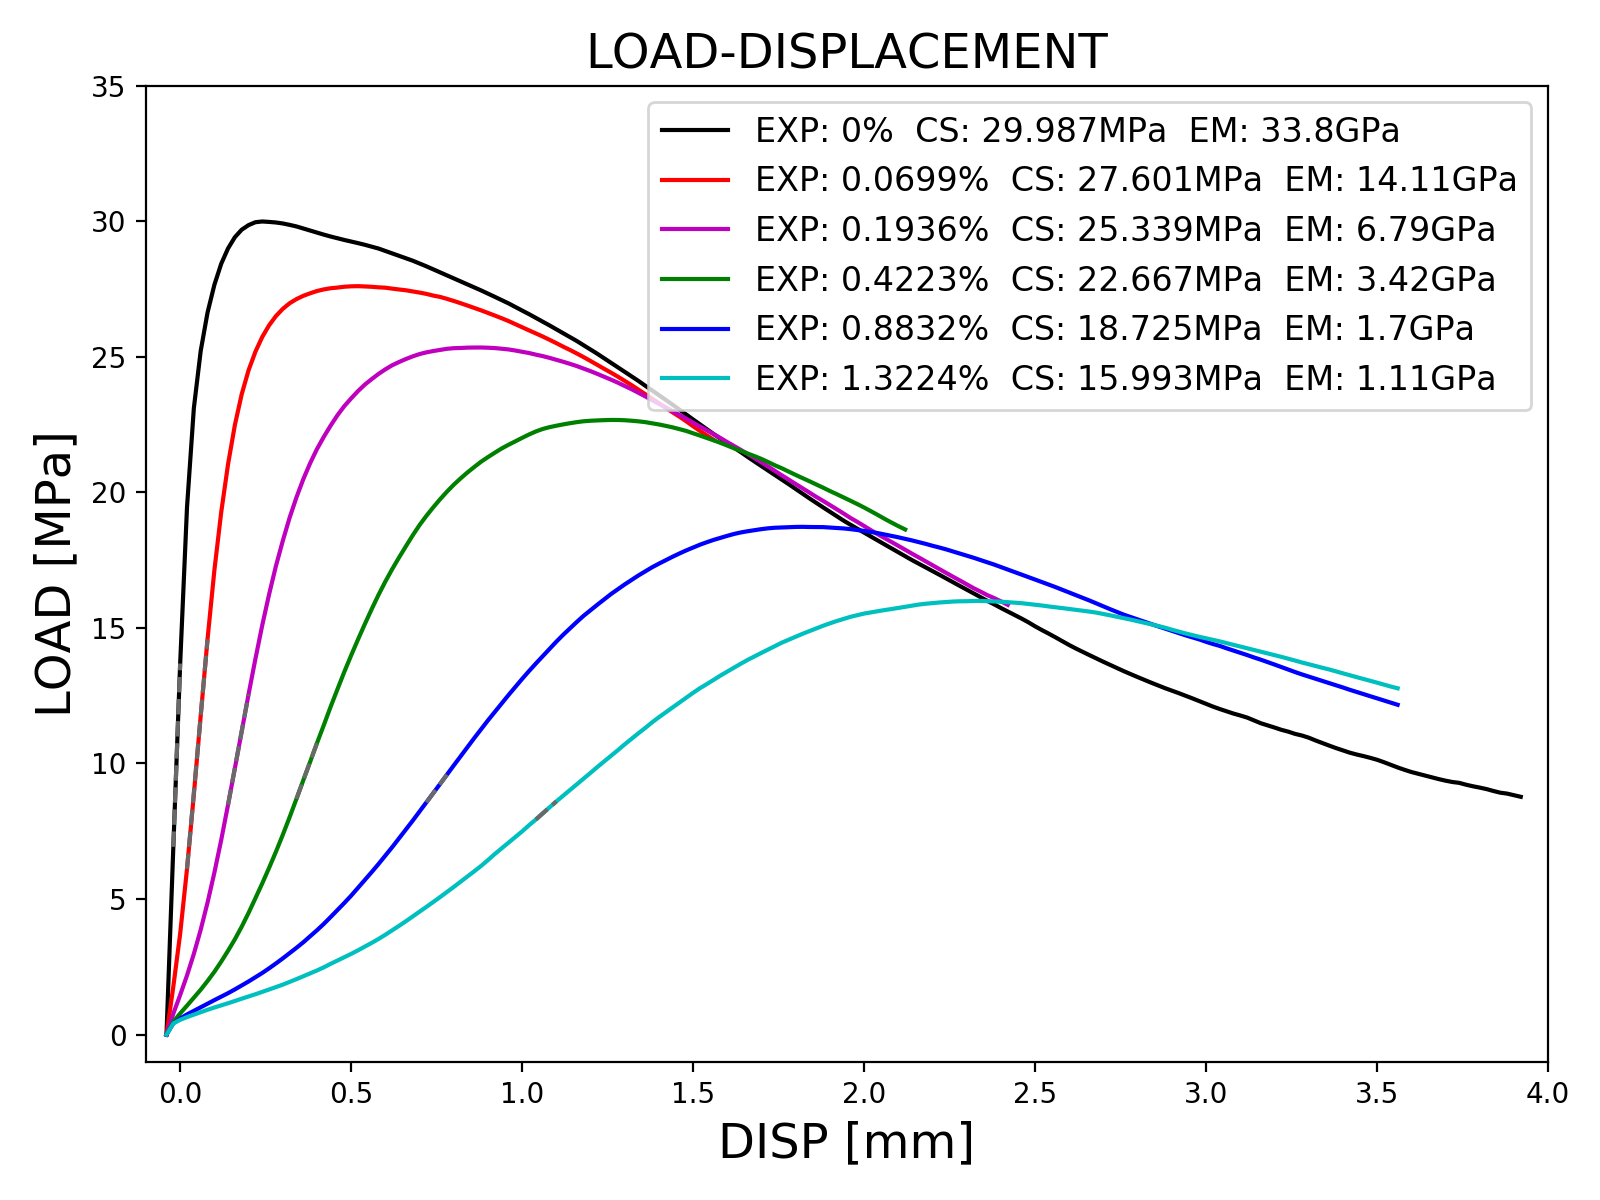 LOAD-DISPLACEMENT
35
30
25
20
15
10
5
0
LOAD [MPa]
EXP: 0%  CS: 29.987MPa  EM: 33.8GPa
EXP: 0.0699%  CS: 27.601MPa  EM: 14.11GPa
EXP: 0.1936%  CS: 25.339MPa  EM: 6.79GPa
EXP: 0.4223%  CS: 22.667MPa  EM: 3.42GPa
EXP: 0.8832%  CS: 18.725MPa  EM: 1.7GPa
EXP: 1.3224%  CS: 15.993MPa  EM: 1.11GPa
0.0 0.5 1.0 1.5 2.0 2.5 3.0 3.5 4.0
DISP [mm]